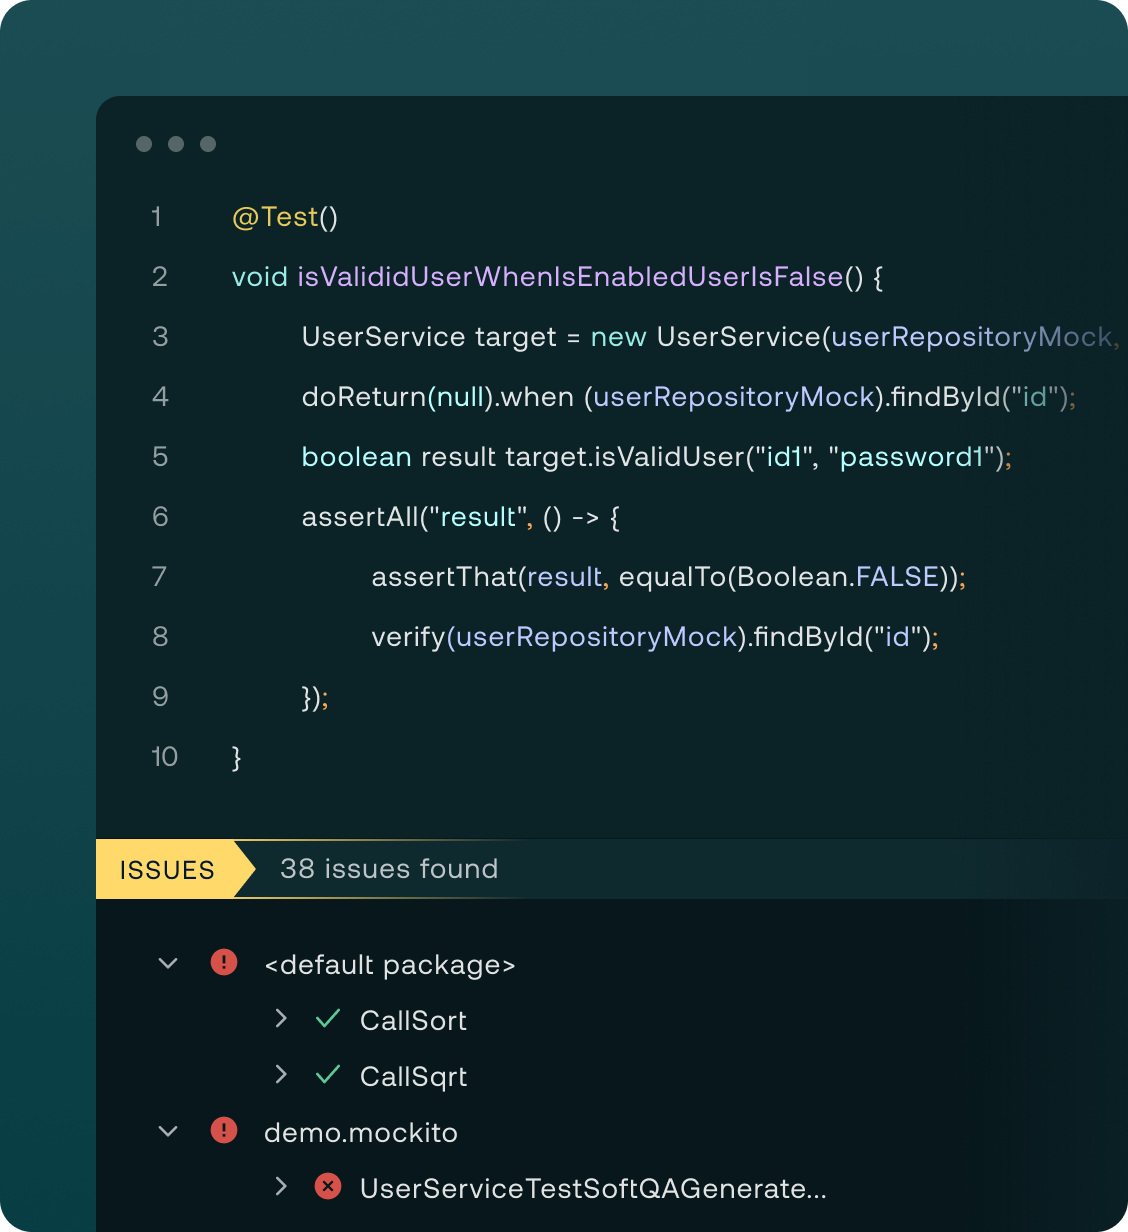 1 @Test()
2 void isValididUserWhenIsEnabledUserIsFalse() {
3 UserService target = new UserService(userRepositoryMock,
4 doReturn(null).when (userRepositoryMock).findById("id");
5 boolean result target.isValidUser("id1", "password1");
6 assertAll("result", () -> {
7 assertThat(result, equalTo(Boolean.FALSE));
8 verify(userRepositoryMock).findById("id");
9 });
10 }
ISSUES 38 issues found
<default package>
CallSort
CallSqrt
demo.mockito
UserServiceTestSoftQAGenerate...